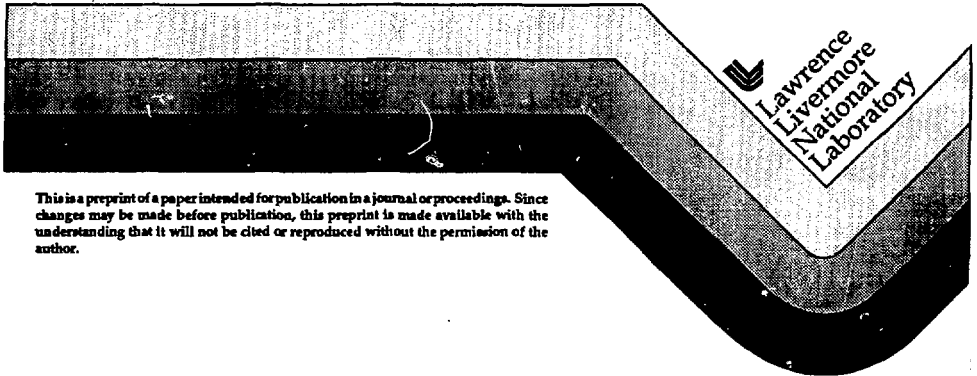 Lawrence
Livermore
National
Laboratory
This is a preprint of a paper intended for publication in a journal or proceedings. Since
changes may be made before publication, this preprint is made available with the
understanding that it will not be cited or reproduced without the permission of the
author.